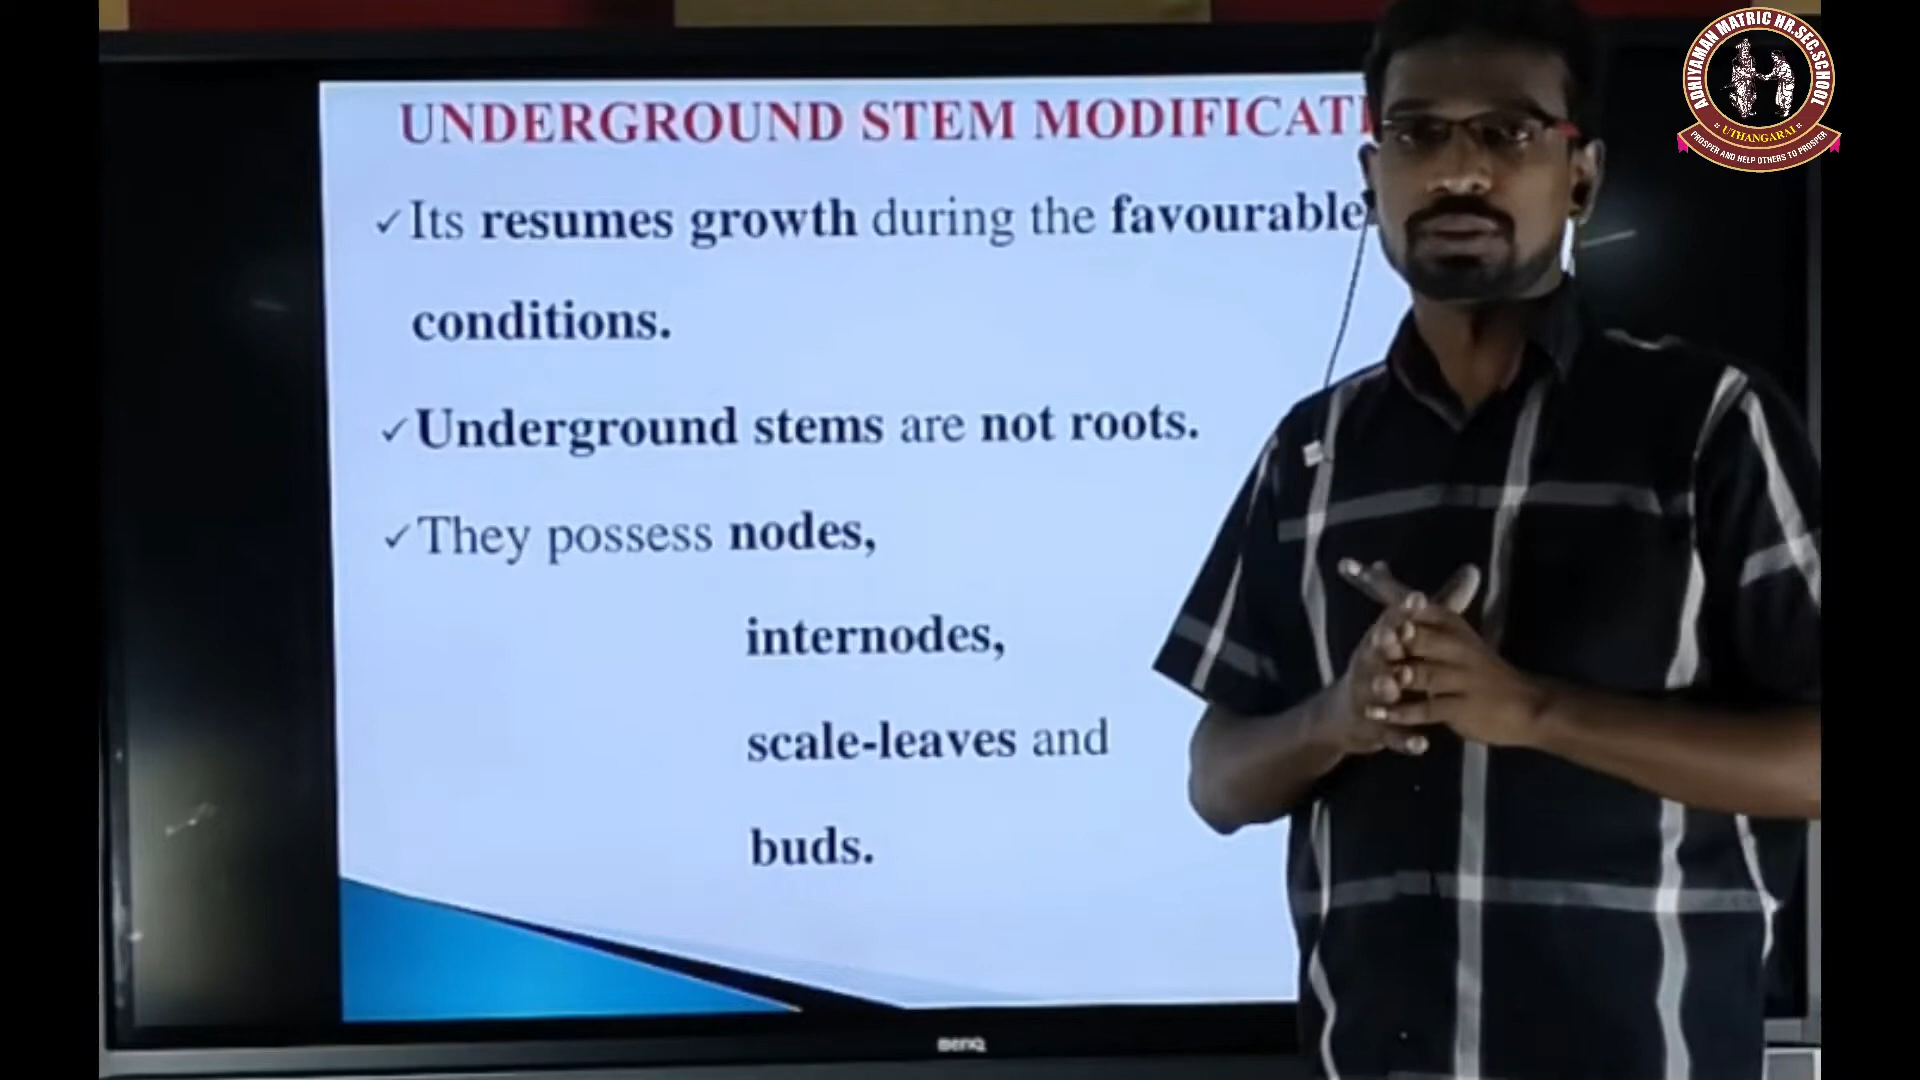 UNDERGROUND STEM MODIFICATI
✓Its resumes growth during the favourable
conditions.
✓Underground stems are not roots.
✓They possess nodes,
internodes,
scale-leaves and
buds.
BenQ
ADHIYAMAN MATRIC HR.SEC.SCHOOL
UTHANGARAI
PROSPER AND HELP OTHERS TO PROSPER